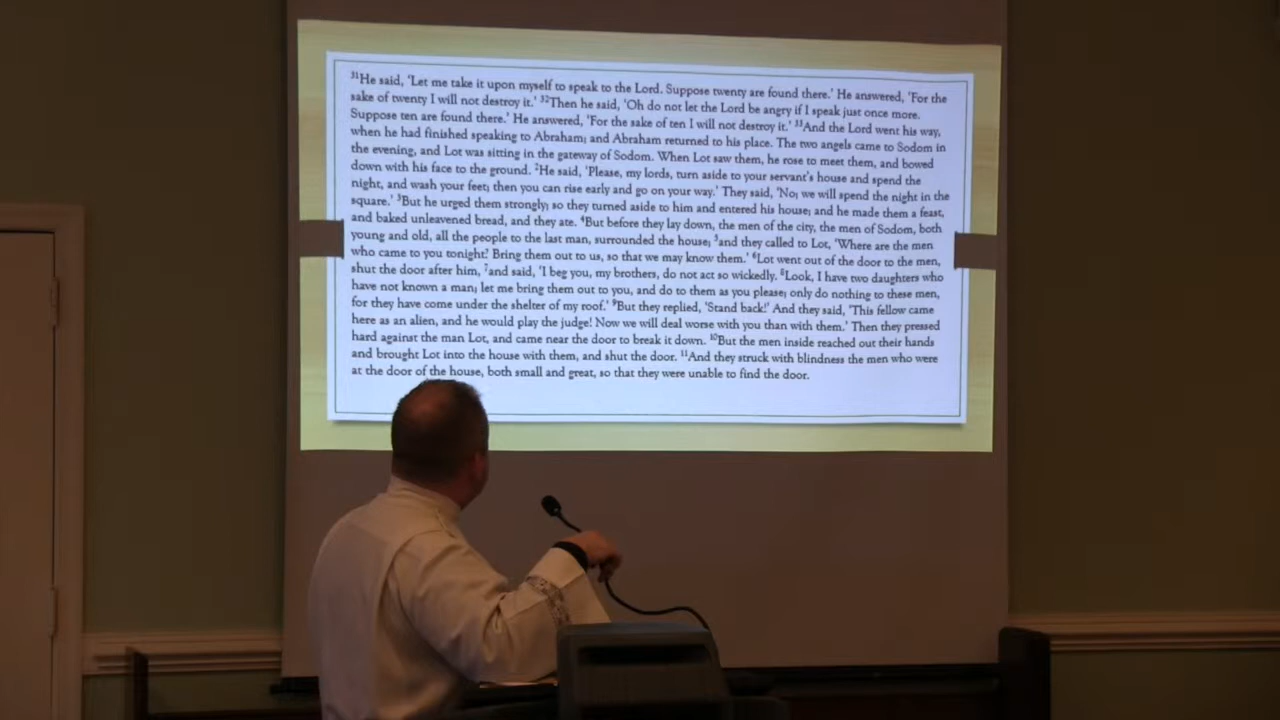 ³¹He said, 'Let me take it upon myself to speak to the Lord. Suppose twenty are found there.' He answered, 'For the
sake of twenty I will not destroy it.' ³²Then he said, 'Oh do not let the Lord be angry if I speak just once more.
Suppose ten are found there.' He answered, 'For the sake of ten I will not destroy it.' ³³And the Lord went his way,
when he had finished speaking to Abraham; and Abraham returned to his place. The two angels came to Sodom in
the evening, and Lot was sitting in the gateway of Sodom. When Lot saw them, he rose to meet them, and bowed
down with his face to the ground. ²He said, 'Please, my lords, turn aside to your servant's house and spend the
night, and wash your feet; then you can rise early and go on your way.' They said, 'No; we will spend the night in the
square.' ³But he urged them strongly; so they turned aside to him and entered his house; and he made them a feast,
and baked unleavened bread, and they ate. ⁴But before they lay down, the men of the city, the men of Sodom, both
young and old, all the people to the last man, surrounded the house; ⁵and they called to Lot, 'Where are the men
who came to you tonight? Bring them out to us, so that we may know them.' ⁶Lot went out of the door to the men,
shut the door after him, ⁷and said, 'I beg you, my brothers, do not act so wickedly. ⁸Look, I have two daughters who
have not known a man; let me bring them out to you, and do to them as you please; only do nothing to these men,
for they have come under the shelter of my roof.' ⁹But they replied, 'Stand back!' And they said, 'This fellow came
here as an alien, and he would play the judge! Now we will deal worse with you than with them.' Then they pressed
hard against the man Lot, and came near the door to break it down. ¹⁰But the men inside reached out their hands
and brought Lot into the house with them, and shut the door. ¹¹And they struck with blindness the men who were
at the door of the house, both small and great, so that they were unable to find the door.